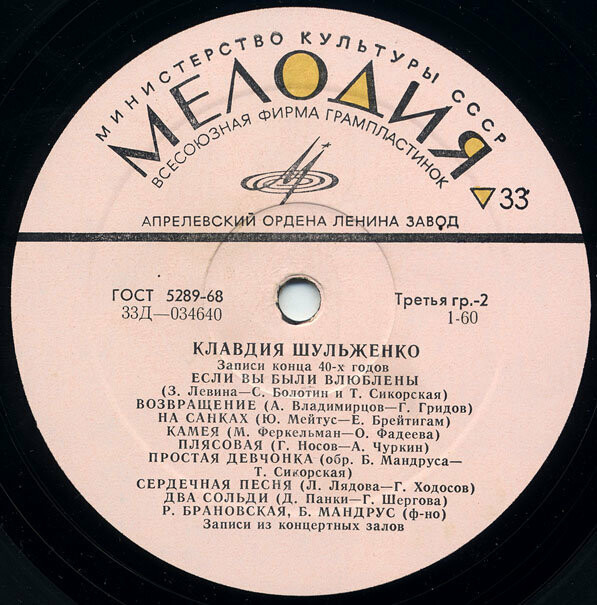 МИНИСТЕРСТВО КУЛЬТУРЫ СССР
МЕЛОДИЯ
ВСЕСОЮЗНАЯ ФИРМА ГРАМПЛАСТИНОК
33
АПРЕЛЕВСКИЙ ОРДЕНА ЛЕНИНА ЗАВОД
ГОСТ 5289-68
Третья гр.-2
33Д—034640
1-60
КЛАВДИЯ ШУЛЬЖЕНКО
Записи конца 40-х годов
ЕСЛИ ВЫ БЫЛИ ВЛЮБЛЕНЫ
(З. Левина—С. Болотин и Т. Сикорская)
ВОЗВРАЩЕНИЕ (А. Владимирцов—Г. Гридов)
НА САНКАХ (Ю. Мейтус—Е. Брейтигам)
КАМЕЯ (М. Феркельман—О. Фадеева)
ПЛЯСОВАЯ (Г. Носов—А. Чуркин)
ПРОСТАЯ ДЕВЧОНКА (обр. Б. Мандруса—
Т. Сикорская)
СЕРДЕЧНАЯ ПЕСНЯ (Л. Лядова—Г. Ходосов)
ДВА СОЛЬДИ (Д. Панки—Г. Шергова)
Р. БРАНОВСКАЯ, Б. МАНДРУС (ф-но)
Записи из концертных залов